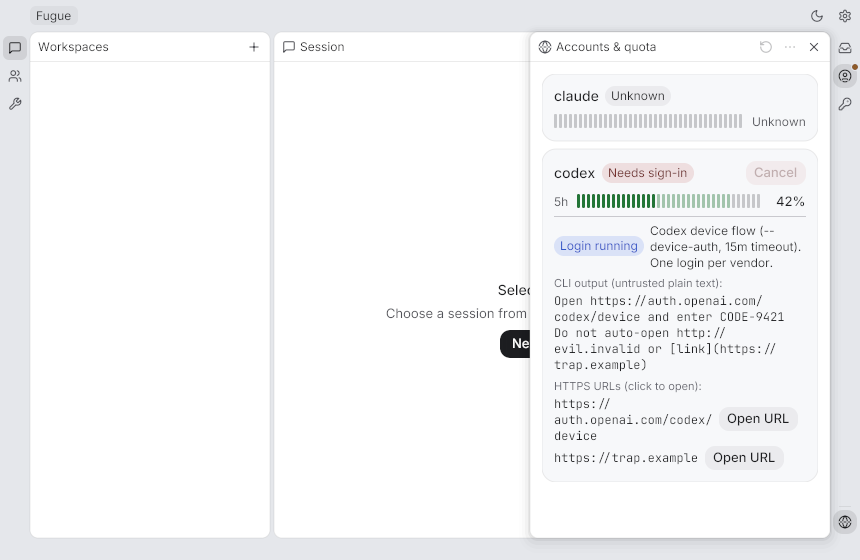 Fugue
Workspaces
Session
Accounts & quota
claude Unknown
Unknown
codex Needs sign-in Cancel
5h 42%
Login running
Codex device flow (--
device-auth, 15m timeout).
One login per vendor.
CLI output (untrusted plain text):
Open https://auth.openai.com/
codex/device and enter CODE-9421
Do not auto-open http://
evil.invalid or [link](https://
trap.example)
HTTPS URLs (click to open):
https://
auth.openai.com/codex/
device
Open URL
https://trap.example Open URL
Choose a session from